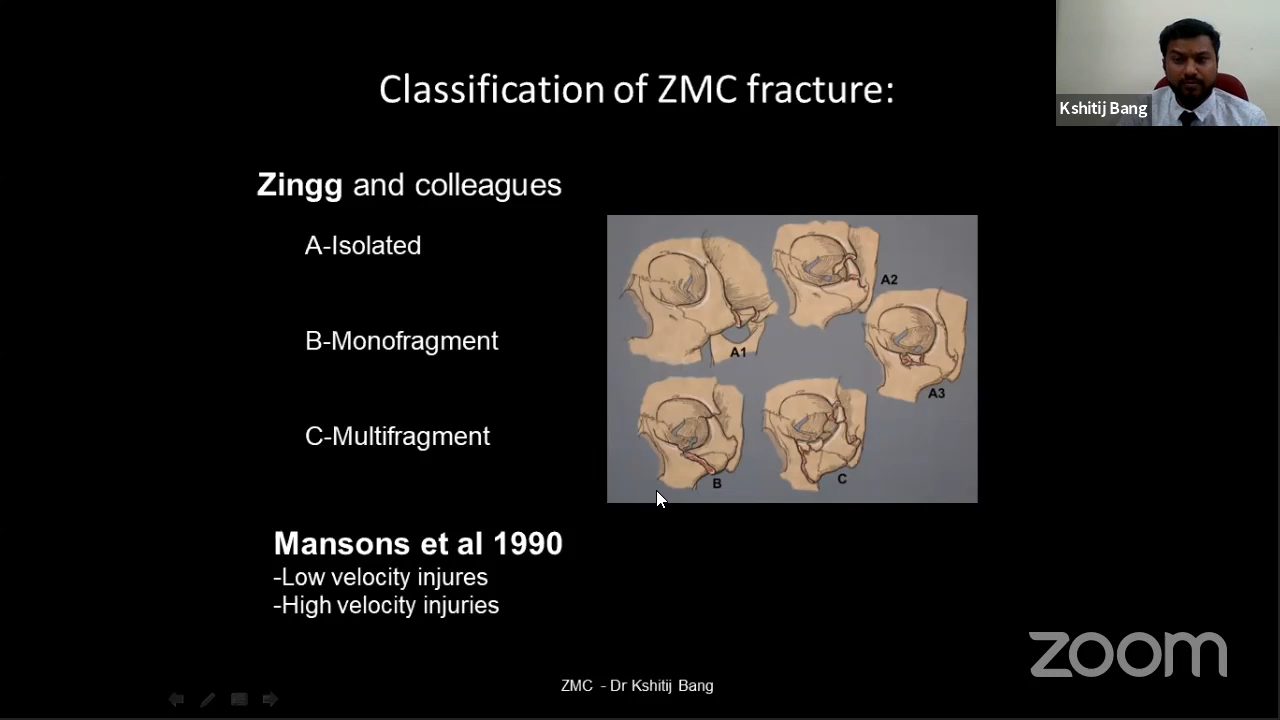 Classification of ZMC fracture:
Kshitij Bang
Zingg and colleagues
A-Isolated
B-Monofragment
C-Multifragment
A1
A2
A3
B
C
Mansons et al 1990
-Low velocity injures
-High velocity injuries
zoom
ZMC - Dr Kshitij Bang